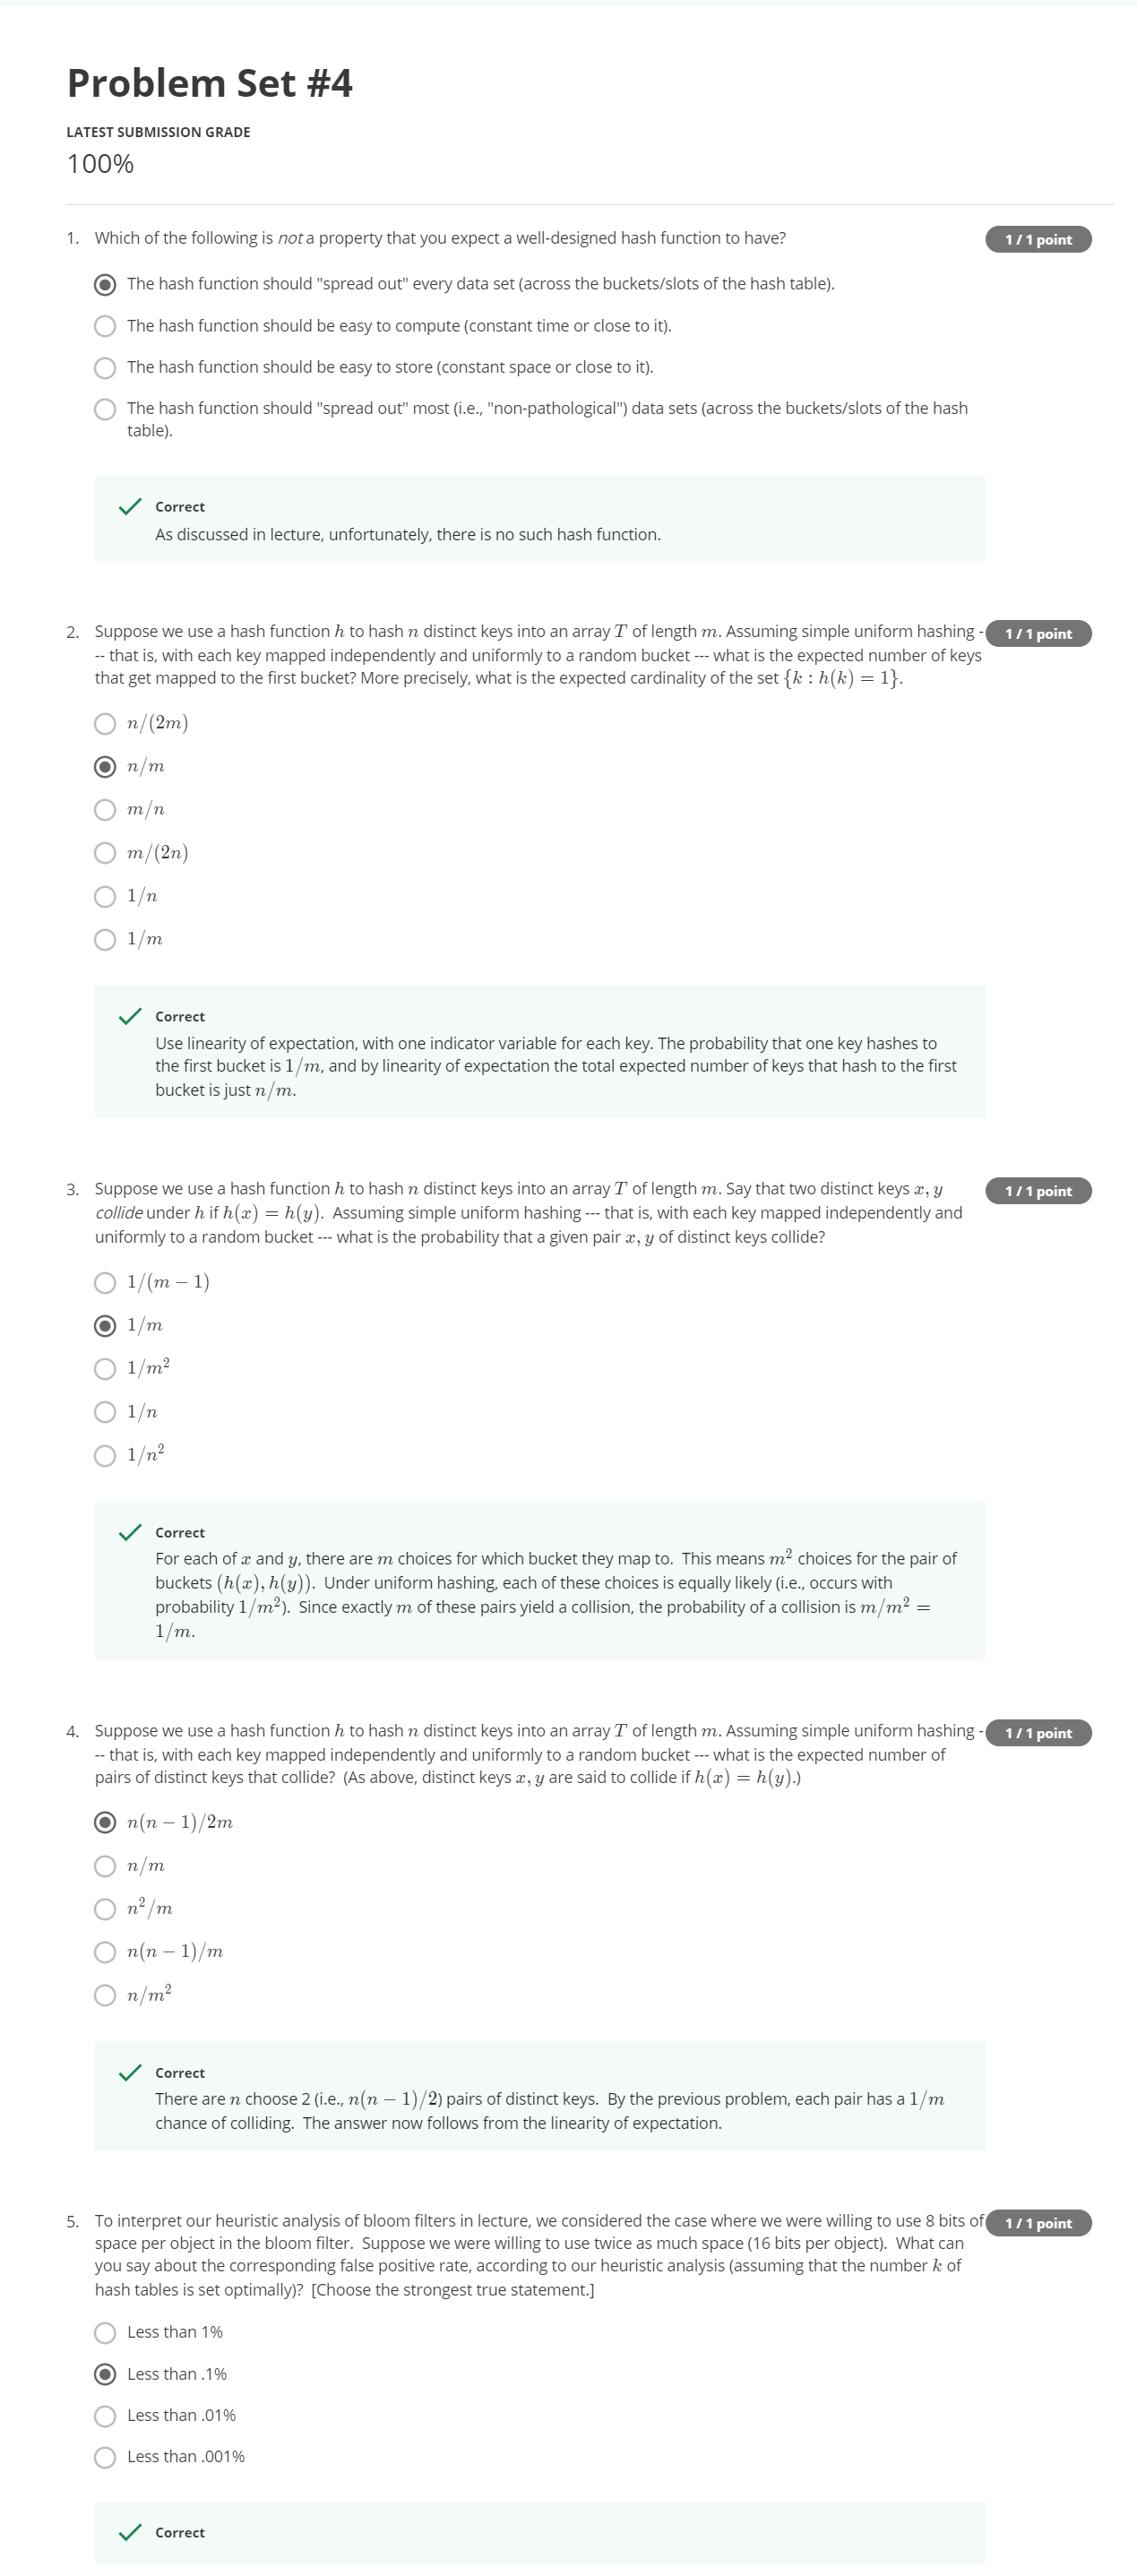 Problem Set #4
LATEST SUBMISSION GRADE
100%
1. Which of the following is not a property that you expect a well-designed hash function to have?
1 / 1 point
The hash function should "spread out" every data set (across the buckets/slots of the hash table).
The hash function should be easy to compute (constant time or close to it).
The hash function should be easy to store (constant space or close to it).
The hash function should "spread out" most (i.e., "non-pathological") data sets (across the buckets/slots of the hash
table).
Correct
As discussed in lecture, unfortunately, there is no such hash function.
2. Suppose we use a hash function h to hash n distinct keys into an array T of length m. Assuming simple uniform hashing -
1 / 1 point
-- that is, with each key mapped independently and uniformly to a random bucket --- what is the expected number of keys
that get mapped to the first bucket? More precisely, what is the expected cardinality of the set {k : h(k) = 1}.
n/(2m)
n/m
m/n
m/(2n)
1/n
1/m
Correct
Use linearity of expectation, with one indicator variable for each key. The probability that one key hashes to
the first bucket is 1/m, and by linearity of expectation the total expected number of keys that hash to the first
bucket is just n/m.
3. Suppose we use a hash function h to hash n distinct keys into an array T of length m. Say that two distinct keys x, y
1 / 1 point
collide under h if h(x) = h(y). Assuming simple uniform hashing --- that is, with each key mapped independently and
uniformly to a random bucket --- what is the probability that a given pair x, y of distinct keys collide?
1/(m − 1)
1/m
1/m²
1/n
1/n²
Correct
For each of x and y, there are m choices for which bucket they map to. This means m² choices for the pair of
buckets (h(x), h(y)). Under uniform hashing, each of these choices is equally likely (i.e., occurs with
probability 1/m²). Since exactly m of these pairs yield a collision, the probability of a collision is m/m² =
1/m.
4. Suppose we use a hash function h to hash n distinct keys into an array T of length m. Assuming simple uniform hashing -
1 / 1 point
-- that is, with each key mapped independently and uniformly to a random bucket --- what is the expected number of
pairs of distinct keys that collide? (As above, distinct keys x, y are said to collide if h(x) = h(y).)
n(n − 1)/2m
n/m
n²/m
n(n − 1)/m
n/m²
Correct
There are n choose 2 (i.e., n(n − 1)/2) pairs of distinct keys. By the previous problem, each pair has a 1/m
chance of colliding. The answer now follows from the linearity of expectation.
5. To interpret our heuristic analysis of bloom filters in lecture, we considered the case where we were willing to use 8 bits of
1 / 1 point
space per object in the bloom filter. Suppose we were willing to use twice as much space (16 bits per object). What can
you say about the corresponding false positive rate, according to our heuristic analysis (assuming that the number k of
hash tables is set optimally)? [Choose the strongest true statement.]
Less than 1%
Less than .1%
Less than .01%
Less than .001%
Correct